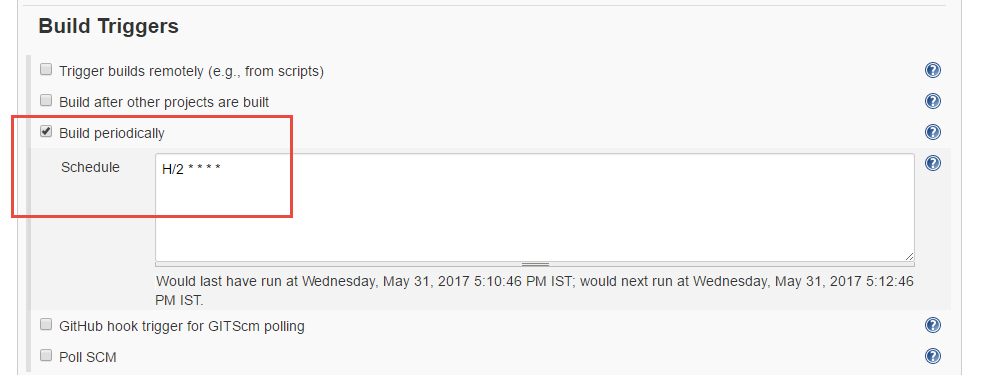 Build Triggers
Trigger builds remotely (e.g., from scripts)
?
Build after other projects are built
?
Build periodically
?
Schedule
H/2 * * * *
?
Would last have run at Wednesday, May 31, 2017 5:10:46 PM IST; would next run at Wednesday, May 31, 2017 5:12:46
PM IST.
GitHub hook trigger for GITScm polling
?
Poll SCM
?